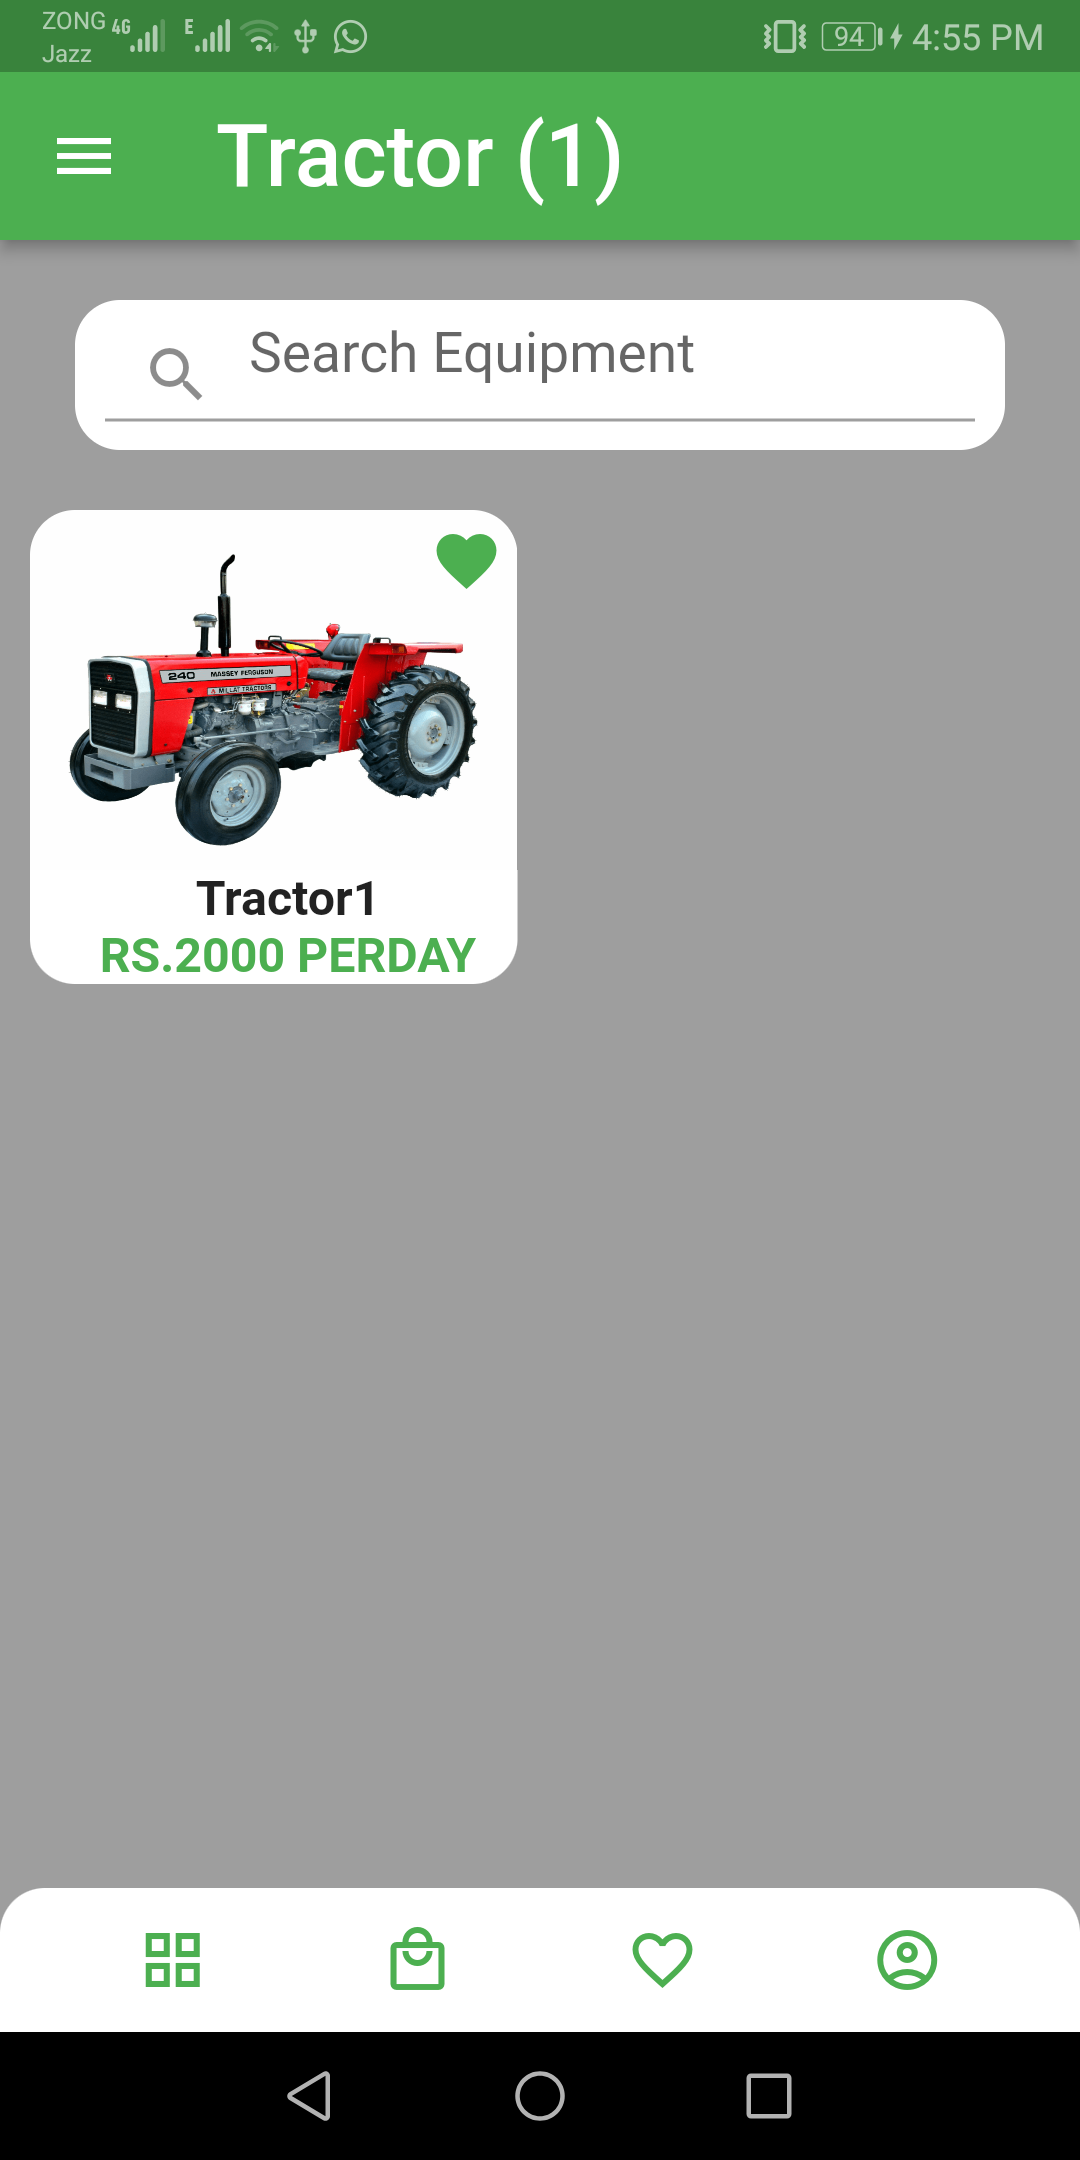 ZONG 4G E 94 4:55 PM
Jazz
Tractor (1)
Search Equipment
240 MASSEY FERGUSON
MILLAT TRACTORS
Tractor1
RS.2000 PERDAY